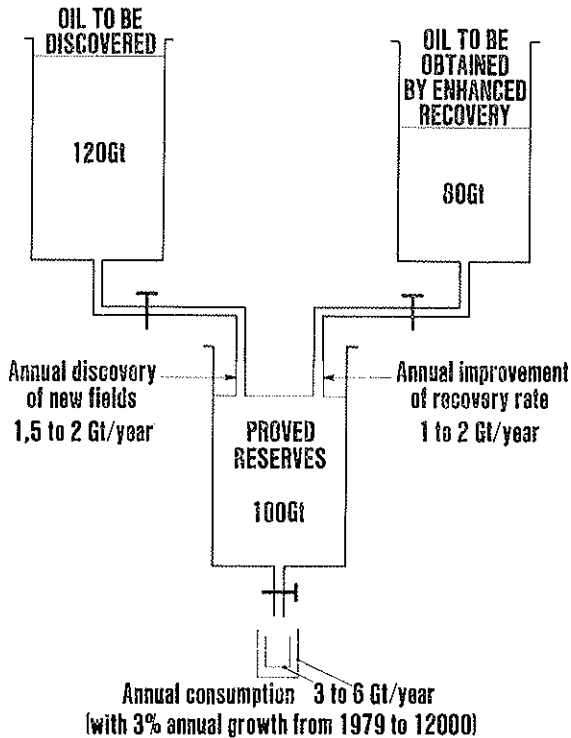 OIL TO BE
DISCOVERED
120Gt
OIL TO BE
OBTAINED
BY ENHANCED
RECOVERY
80Gt
Annual discovery
of new fields
1,5 to 2 Gt/year
Annual improvement
of recovery rate
1 to 2 Gt/year
PROVED
RESERVES
100Gt
Annual consumption 3 to 6 Gt/year
(with 3% annual growth from 1979 to 12000)